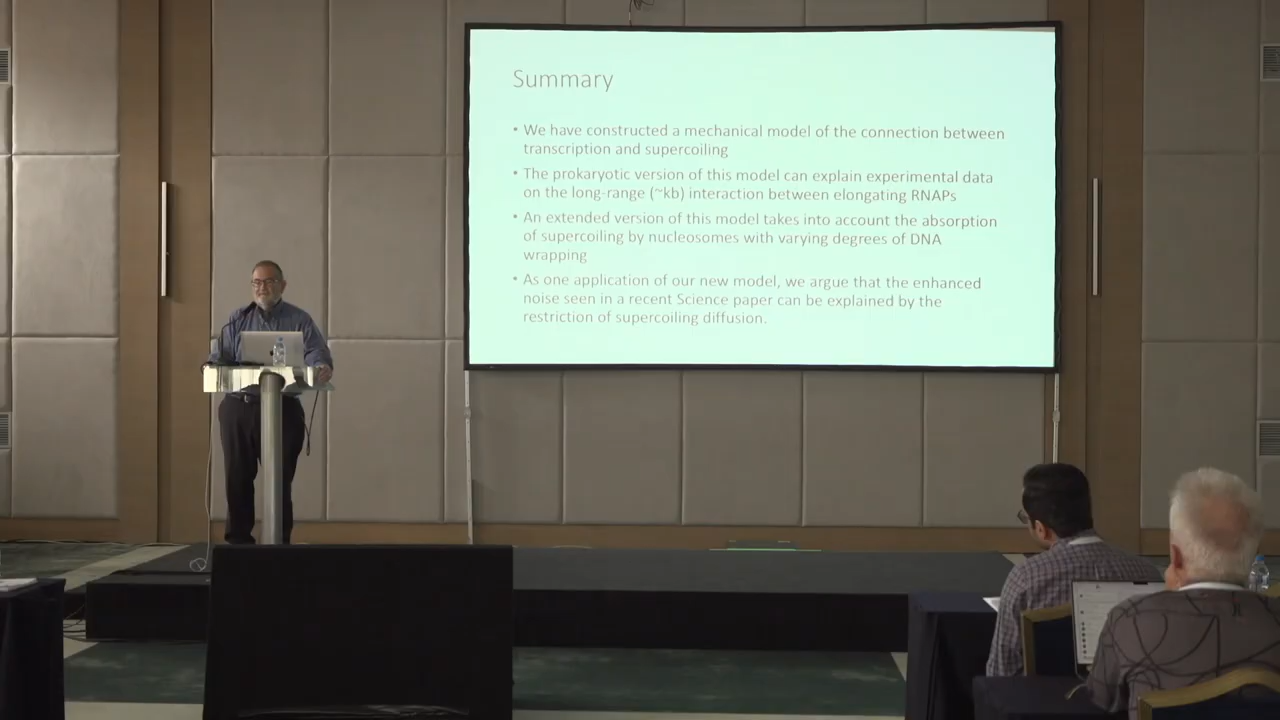 Summary
• We have constructed a mechanical model of the connection between
transcription and supercoiling
• The prokaryotic version of this model can explain experimental data
on the long-range (~kb) interaction between elongating RNAPs
• An extended version of this model takes into account the absorption
of supercoiling by nucleosomes with varying degrees of DNA
wrapping
• As one application of our new model, we argue that the enhanced
noise seen in a recent Science paper can be explained by the
restriction of supercoiling diffusion.